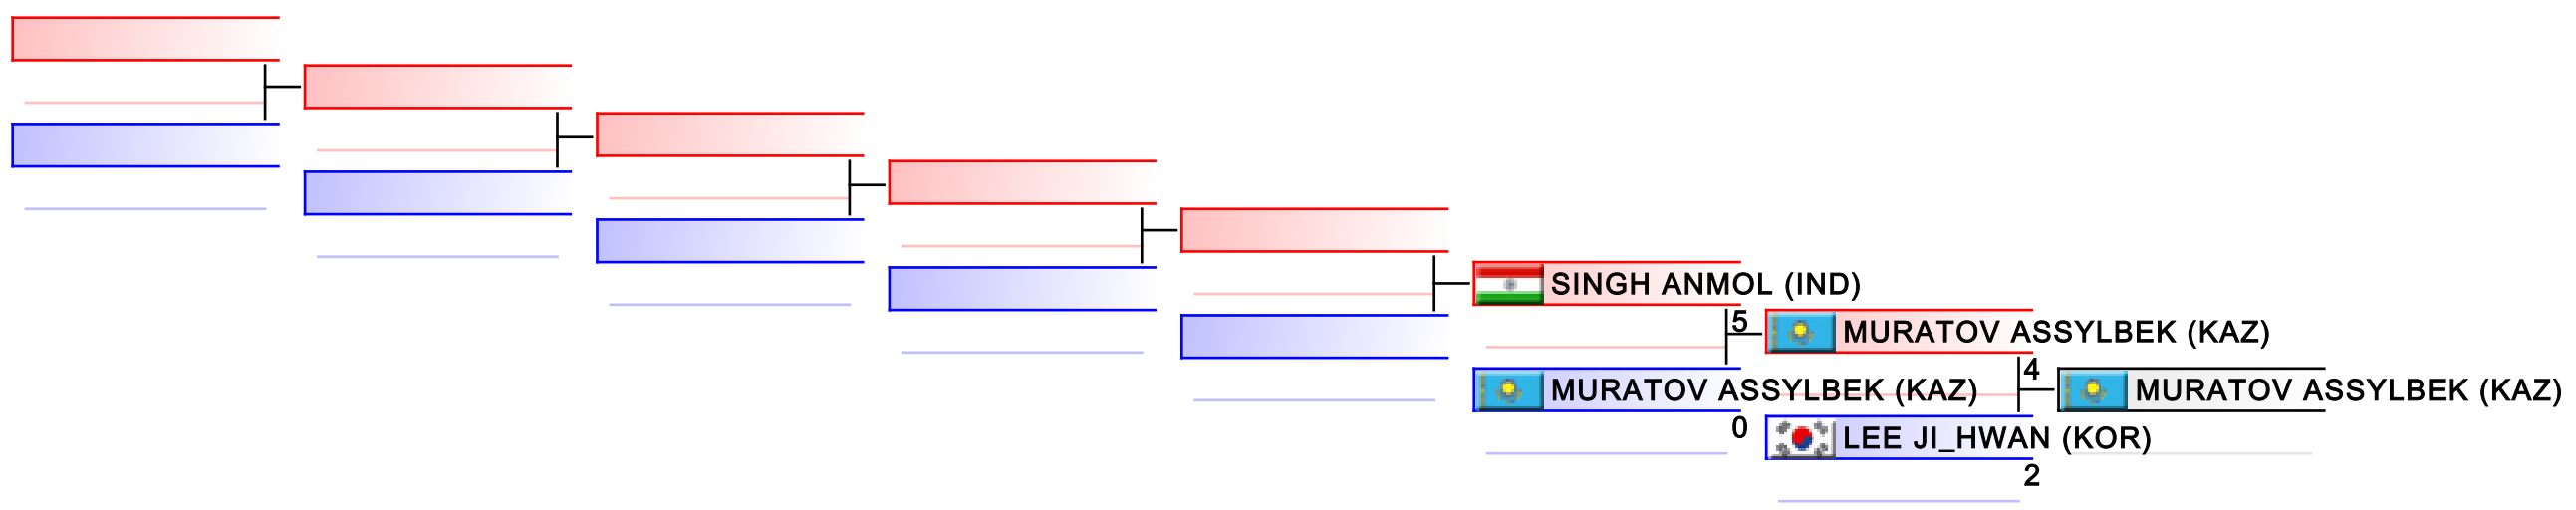 SINGH ANMOL (IND)
5
MURATOV ASSYLBEK (KAZ)
4
MURATOV ASSYLBEK (KAZ)
MURATOV ASSYLBEK (KAZ)
0
LEE JI_HWAN (KOR)
2